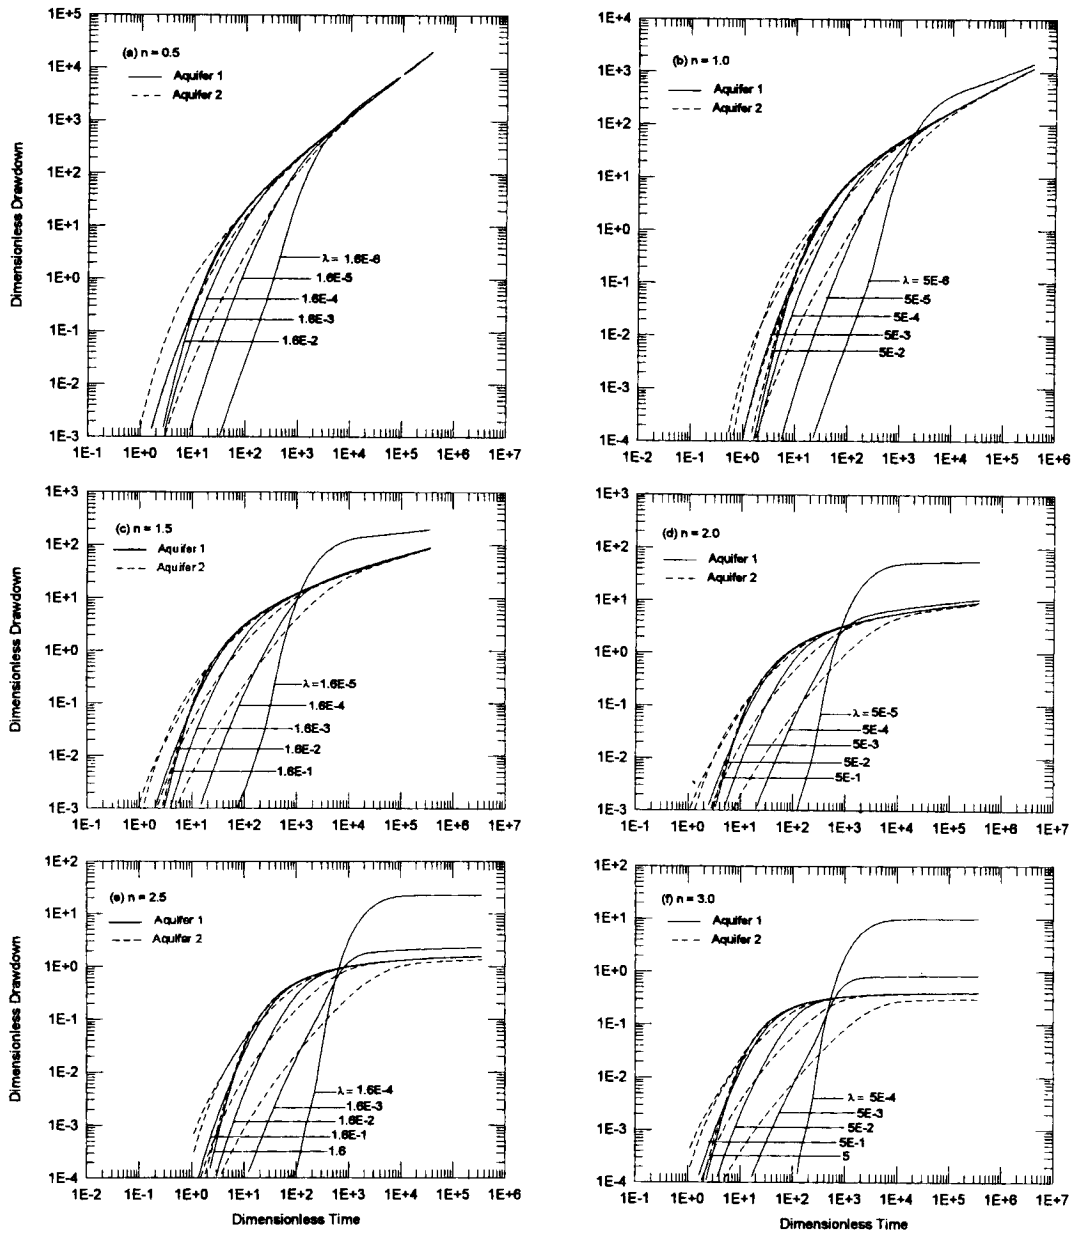 (a) n = 0.5
Aquifer 1
Aquifer 2
Dimensionless Drawdown
1E+5
1E+4
1E+3
1E+2
1E+1
1E+0
1E-1
1E-2
1E-3
λ = 1.6E-6
1.6E-5
1.6E-4
1.6E-3
1.6E-2
1E-1 1E+0 1E+1 1E+2 1E+3 1E+4 1E+5 1E+6 1E+7
(b) n = 1.0
Aquifer 1
Aquifer 2
1E+4
1E+3
1E+2
1E+1
1E+0
1E-1
1E-2
1E-3
1E-4
λ = 5E-6
5E-5
5E-4
5E-3
5E-2
1E-2 1E-1 1E+0 1E+1 1E+2 1E+3 1E+4 1E+5 1E+6
(c) n = 1.5
Aquifer 1
Aquifer 2
Dimensionless Drawdown
1E+3
1E+2
1E+1
1E+0
1E-1
1E-2
1E-3
λ = 1.6E-5
1.6E-4
1.6E-3
1.6E-2
1.6E-1
1E-1 1E+0 1E+1 1E+2 1E+3 1E+4 1E+5 1E+6 1E+7
(d) n = 2.0
Aquifer 1
Aquifer 2
1E+3
1E+2
1E+1
1E+0
1E-1
1E-2
1E-3
λ = 5E-5
5E-4
5E-3
5E-2
5E-1
1E-1 1E+0 1E+1 1E+2 1E+3 1E+4 1E+5 1E+6 1E+7
(e) n = 2.5
Aquifer 1
Aquifer 2
Dimensionless Drawdown
1E+2
1E+1
1E+0
1E-1
1E-2
1E-3
1E-4
λ = 1.6E-4
1.6E-3
1.6E-2
1.6E-1
1.6
1E-2 1E-1 1E+0 1E+1 1E+2 1E+3 1E+4 1E+5 1E+6
Dimensionless Time
(f) n = 3.0
Aquifer 1
Aquifer 2
1E+2
1E+1
1E+0
1E-1
1E-2
1E-3
1E-4
λ = 5E-4
5E-3
5E-2
5E-1
5
1E-1 1E+0 1E+1 1E+2 1E+3 1E+4 1E+5 1E+6 1E+7
Dimensionless Time